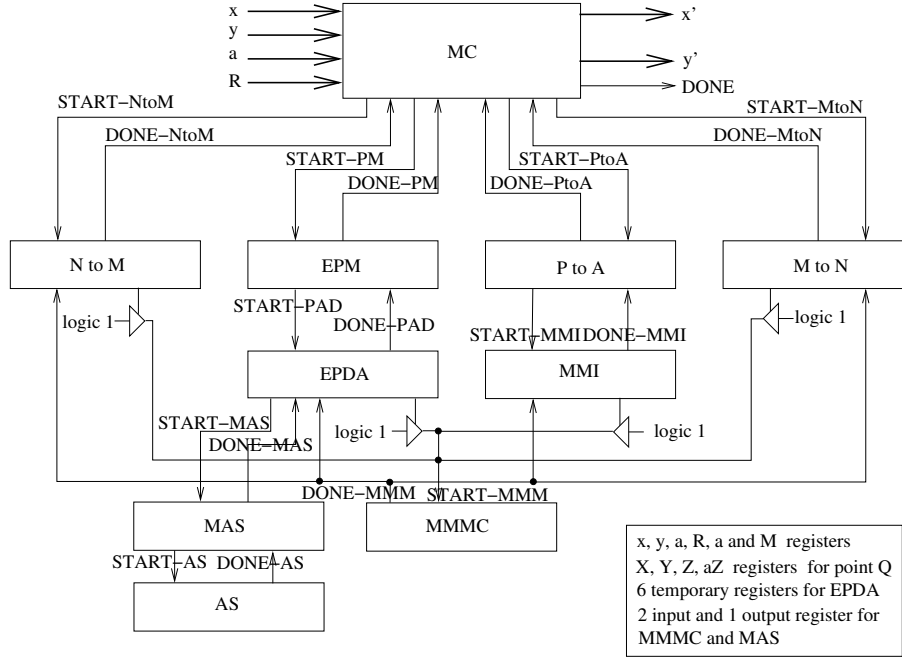 x
y
a
R
MC
x'
y'
DONE
START−NtoM
DONE−NtoM
START−PM
DONE−PM
START−PtoA
DONE−PtoA
START−MtoN
DONE−MtoN
N to M
EPM
P to A
M to N
logic 1
START−PAD
DONE−PAD
START−MMI
DONE−MMI
logic 1
EPDA
MMI
START−MAS
DONE−MAS
logic 1
logic 1
DONE−MMM
START−MMM
MAS
MMMC
START−AS
DONE−AS
AS
x, y, a, R, a and M registers
X, Y, Z, aZ registers for point Q
6 temporary registers for EPDA
2 input and 1 output register for
MMMC and MAS